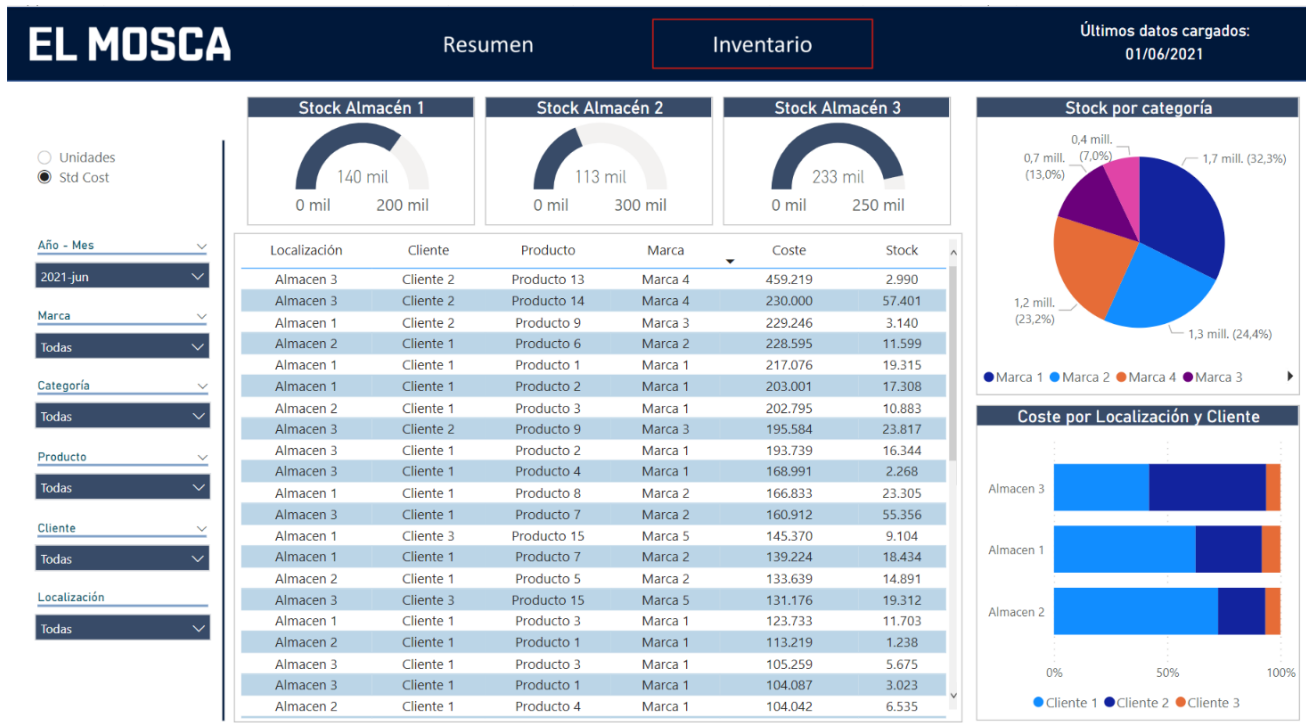 EL MOSCA
Resumen
Inventario
Últimos datos cargados:
01/06/2021
Unidades
Std Cost
Año - Mes
2021-jun
Marca
Todas
Categoría
Todas
Producto
Todas
Cliente
Todas
Localización
Todas
Stock Almacén 1
140 mil
0 mil 200 mil
Stock Almacén 2
113 mil
0 mil 300 mil
Stock Almacén 3
233 mil
0 mil 250 mil
Localización Cliente Producto Marca Coste Stock
Almacen 3 Cliente 2 Producto 13 Marca 4 459.219 2.990
Almacen 3 Cliente 2 Producto 14 Marca 4 230.000 57.401
Almacen 1 Cliente 2 Producto 9 Marca 3 229.246 3.140
Almacen 2 Cliente 1 Producto 6 Marca 2 228.595 11.599
Almacen 1 Cliente 1 Producto 1 Marca 1 217.076 19.315
Almacen 1 Cliente 1 Producto 2 Marca 1 203.001 17.308
Almacen 2 Cliente 1 Producto 3 Marca 1 202.795 10.883
Almacen 3 Cliente 2 Producto 9 Marca 3 195.584 23.817
Almacen 3 Cliente 1 Producto 2 Marca 1 193.739 16.344
Almacen 3 Cliente 1 Producto 4 Marca 1 168.991 2.268
Almacen 1 Cliente 1 Producto 8 Marca 2 166.833 23.305
Almacen 3 Cliente 1 Producto 7 Marca 2 160.912 55.356
Almacen 1 Cliente 3 Producto 15 Marca 5 145.370 9.104
Almacen 1 Cliente 1 Producto 7 Marca 2 139.224 18.434
Almacen 2 Cliente 1 Producto 5 Marca 2 133.639 14.891
Almacen 3 Cliente 3 Producto 15 Marca 5 131.176 19.312
Almacen 1 Cliente 1 Producto 3 Marca 1 123.733 11.703
Almacen 2 Cliente 1 Producto 1 Marca 1 113.219 1.238
Almacen 3 Cliente 1 Producto 3 Marca 1 105.259 5.675
Almacen 3 Cliente 1 Producto 1 Marca 1 104.087 3.023
Almacen 2 Cliente 1 Producto 4 Marca 1 104.042 6.535
Stock por categoría
0,4 mill.
(7,0%)
0,7 mill.
(13,0%)
1,7 mill. (32,3%)
1,2 mill.
(23,2%)
1,3 mill. (24,4%)
Marca 1 Marca 2 Marca 4 Marca 3
Coste por Localización y Cliente
Almacen 3
Almacen 1
Almacen 2
0% 50% 100%
Cliente 1 Cliente 2 Cliente 3